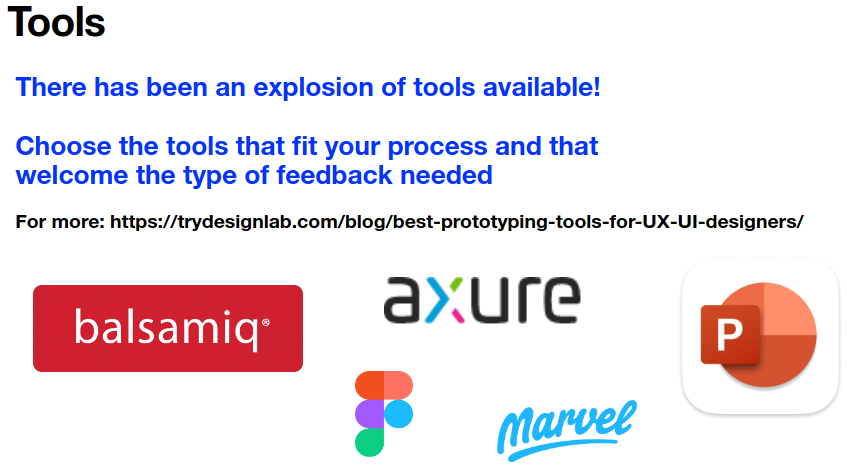 Tools
There has been an explosion of tools available!
Choose the tools that fit your process and that
welcome the type of feedback needed
For more: https://trydesignlab.com/blog/best-prototyping-tools-for-UX-UI-designers/
balsamiq®
axure
P
Marvel